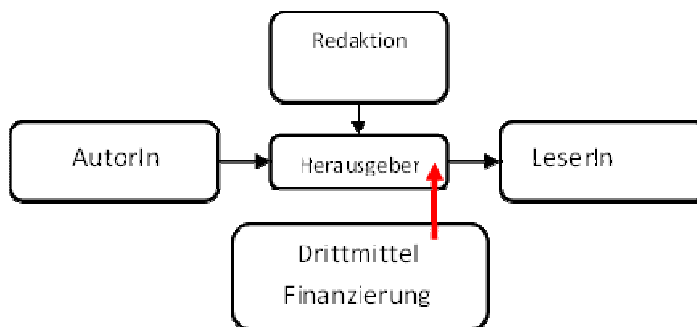 Redaktion
AutorIn
Herausgeber
LeserIn
Drittmittel
Finanzierung